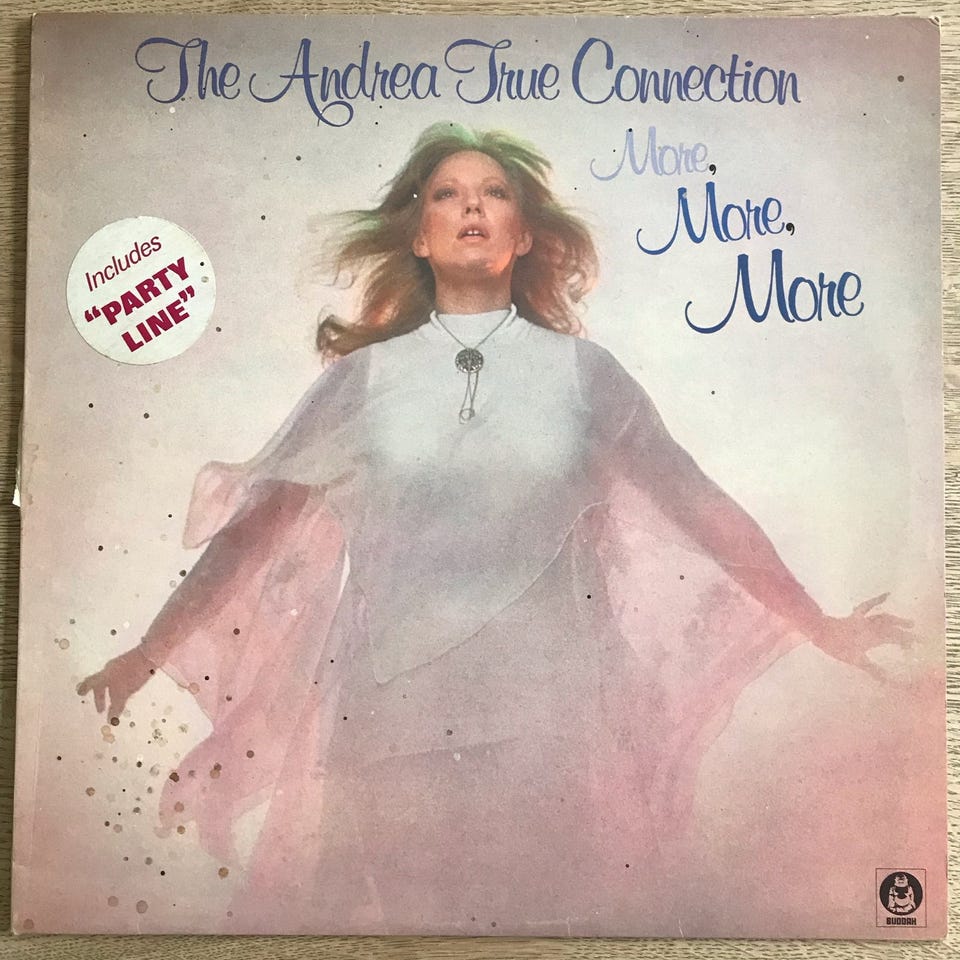 The Andrea True Connection
More,
More,
More
Includes
“PARTY
LINE”
BUDDAH